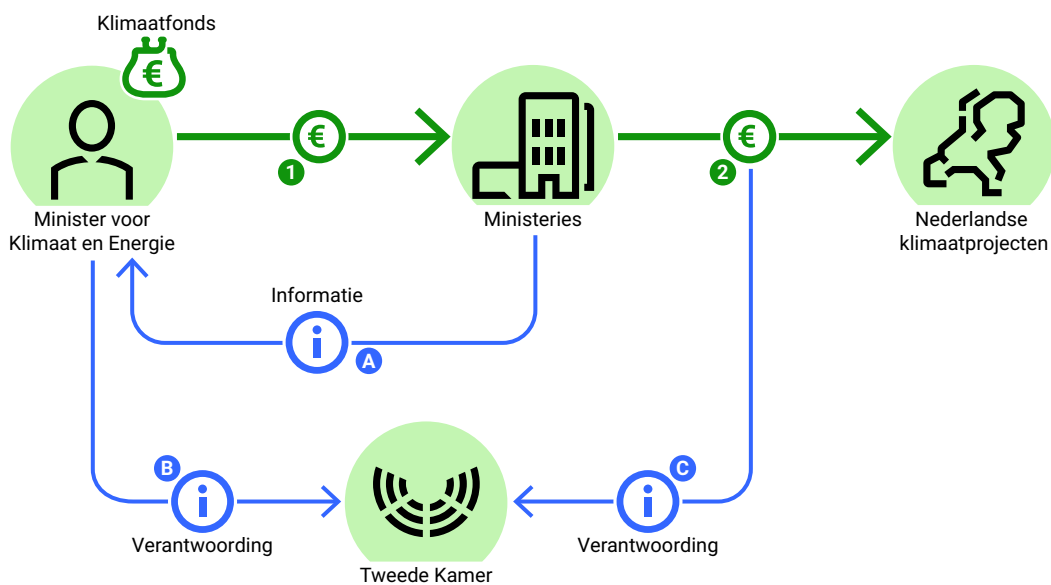 Klimaatfonds
€
€
1
€
2
Minister voor
Klimaat en Energie
Ministeries
Nederlandse
klimaatprojecten
Informatie
i
A
B
i
Verantwoording
C
i
Verantwoording
Tweede Kamer